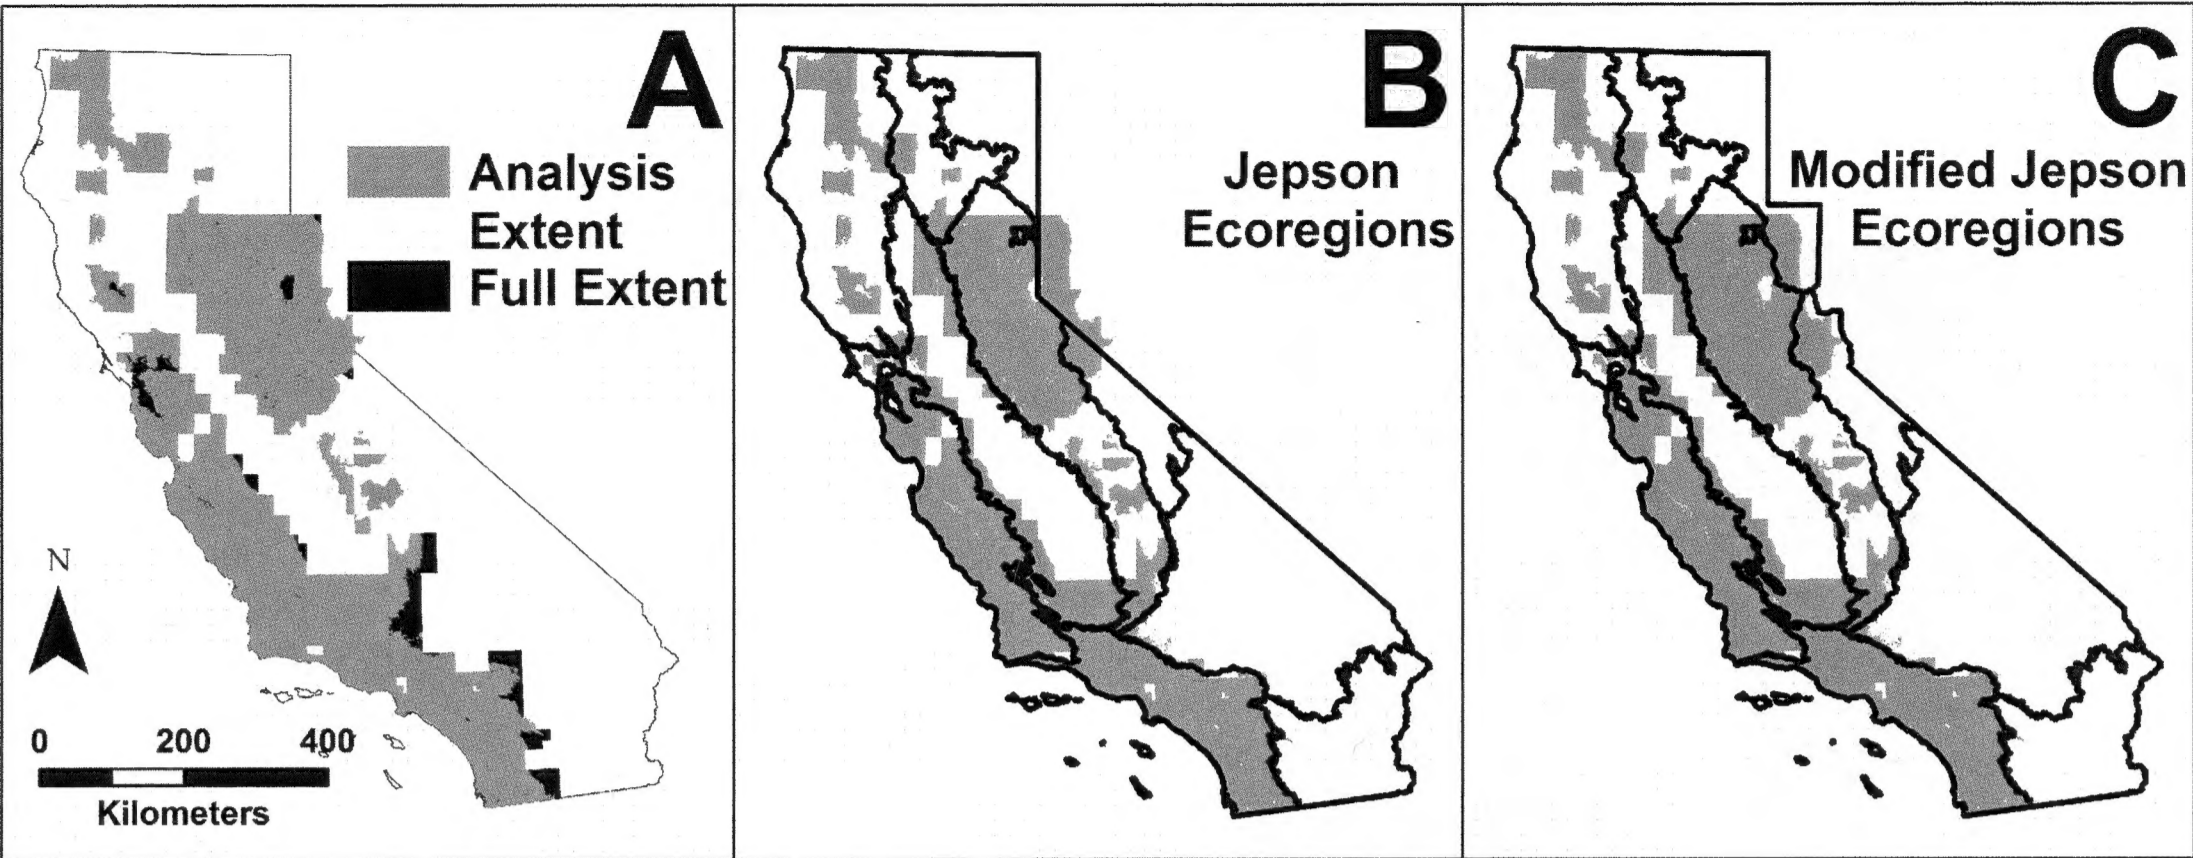 A
Analysis
Extent
Full Extent
N
0 200 400
Kilometers
B
Jepson
Ecoregions
C
Modified Jepson
Ecoregions